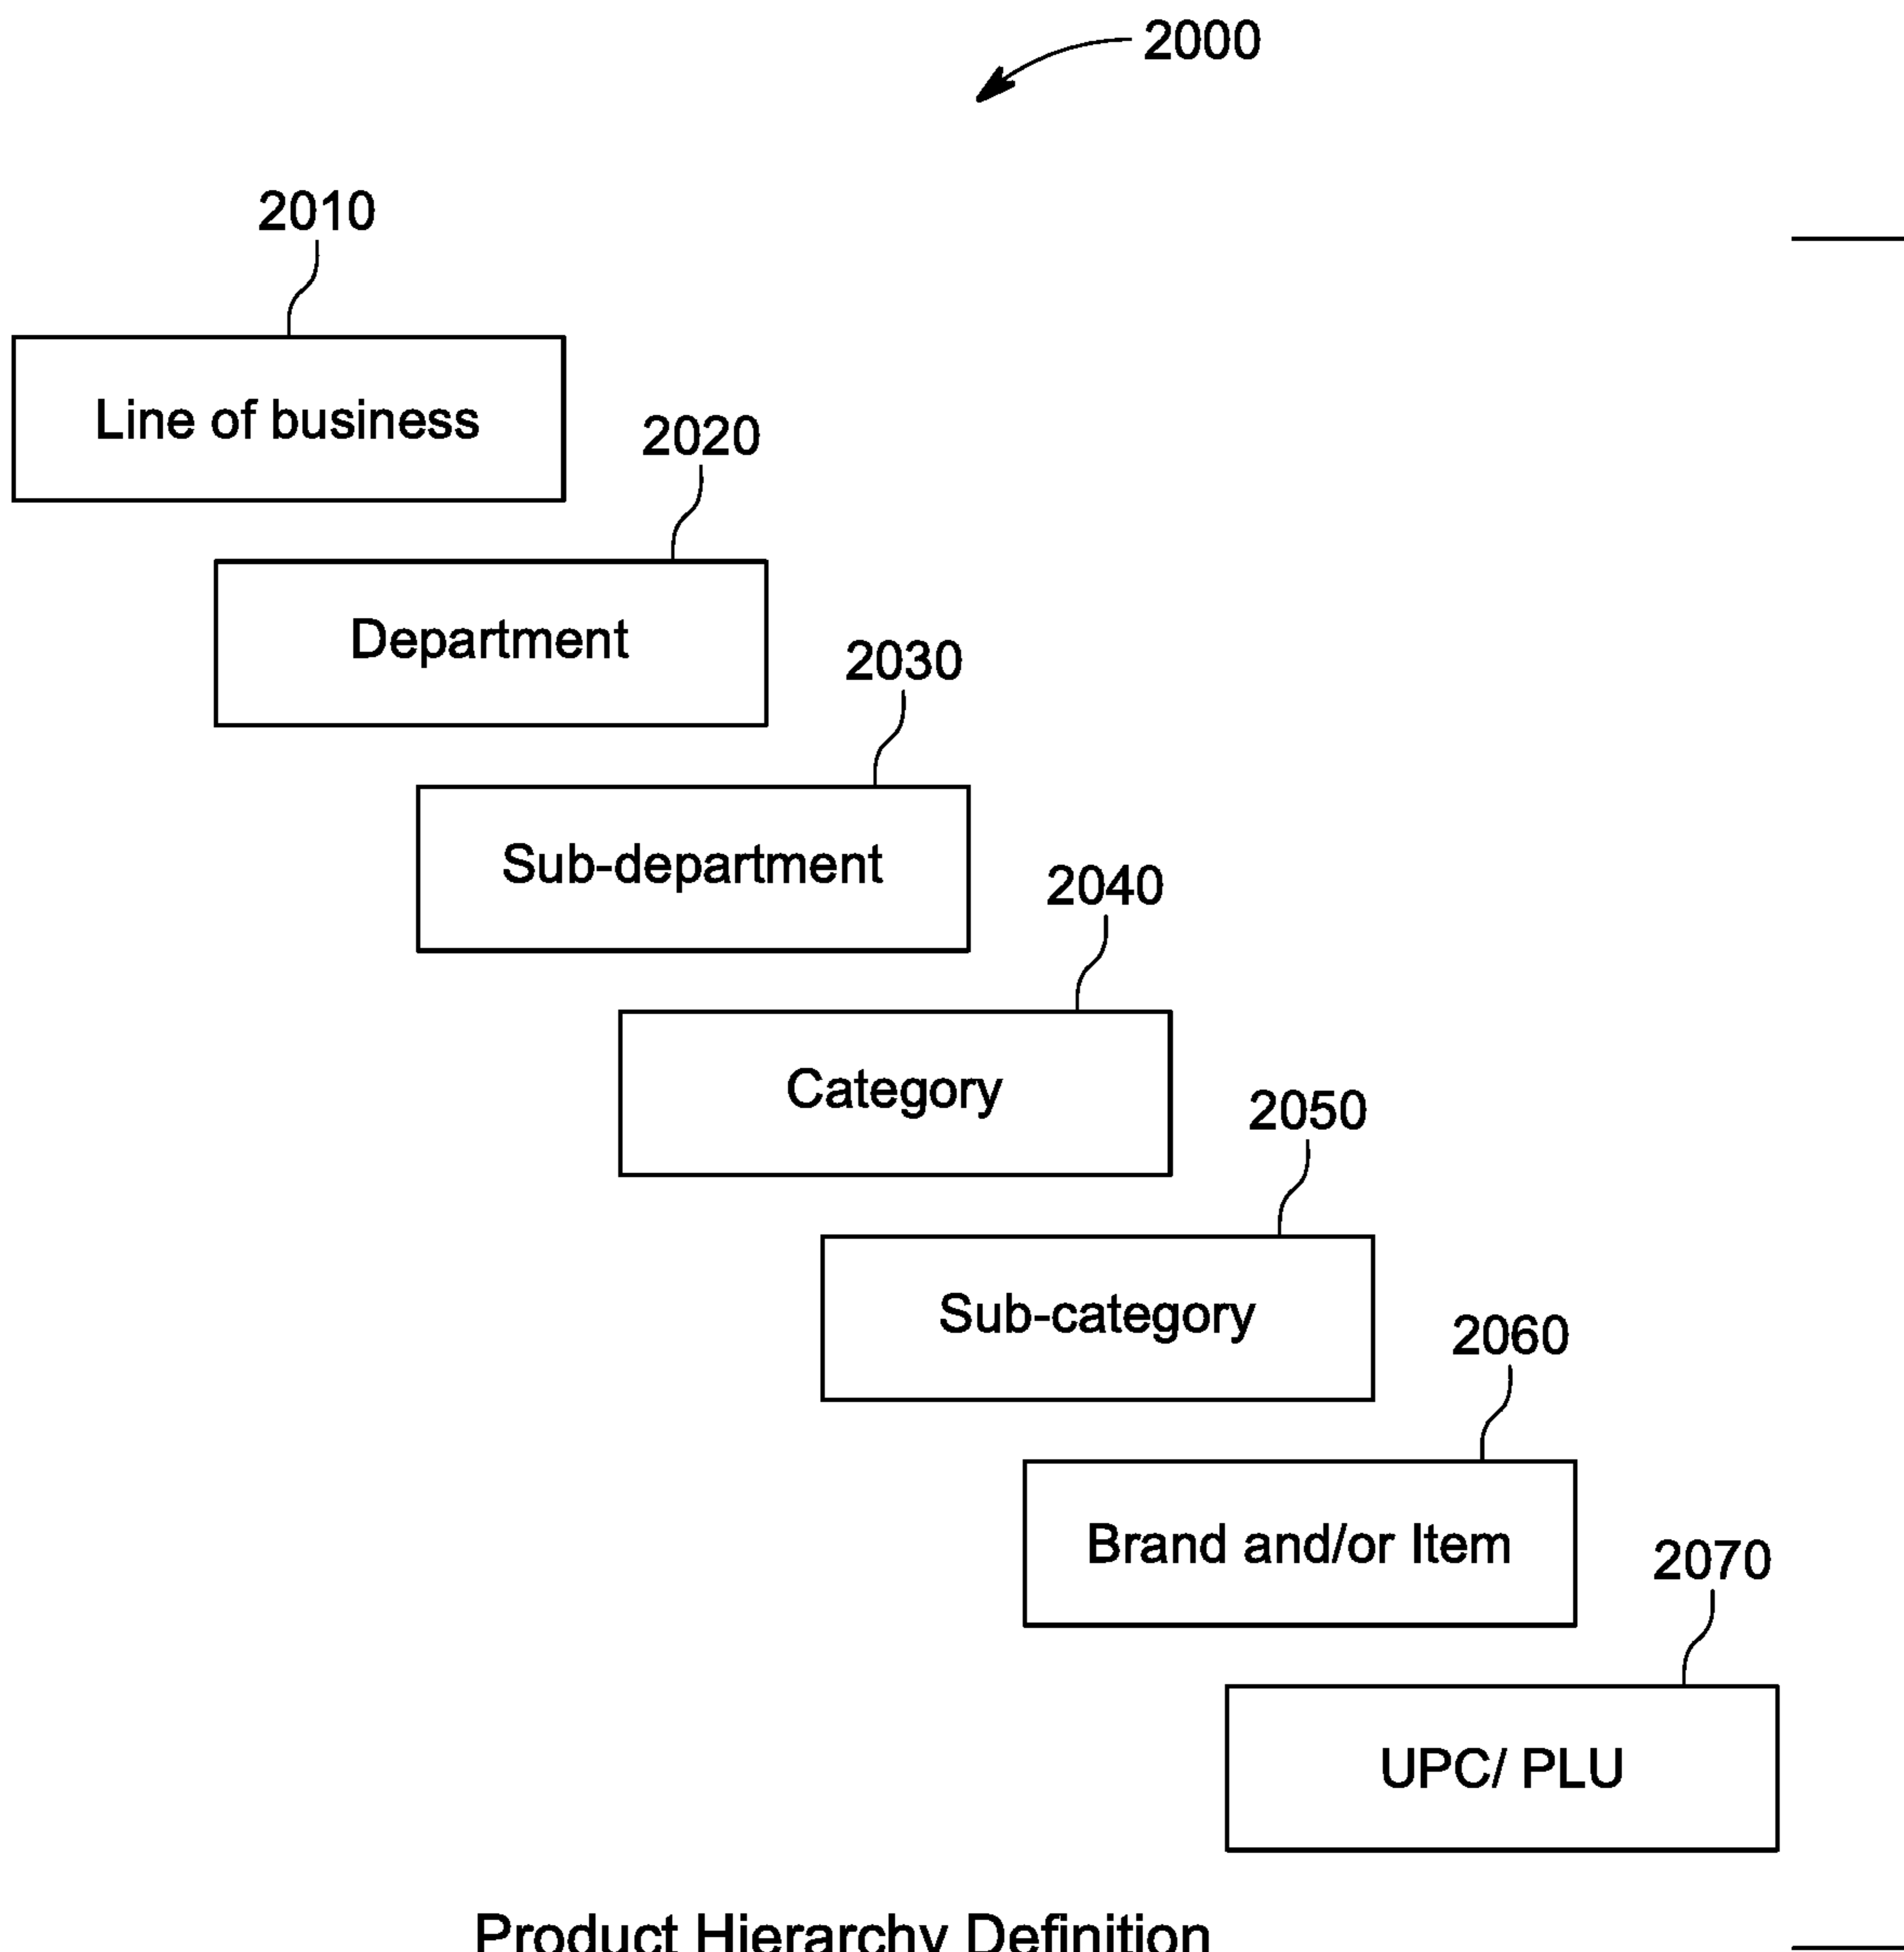 2000
2010
Line of business
2020
Department
2030
Sub-department
2040
Category
2050
Sub-category
2060
Brand and/or Item
2070
UPC/ PLU
Product Hierarchy Definition